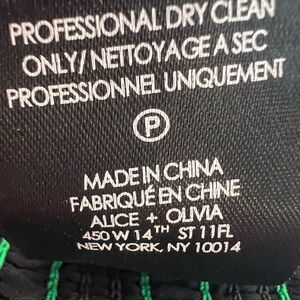 PROFESSIONAL DRY CLEAN
ONLY/NETTOYAGE A SEC
PROFESSIONNEL UNIQUEMENT
P
MADE IN CHINA
FABRIQUÉ EN CHINE
ALICE + OLIVIA
450 W 14TH ST 11FL
NEW YORK, NY 10014